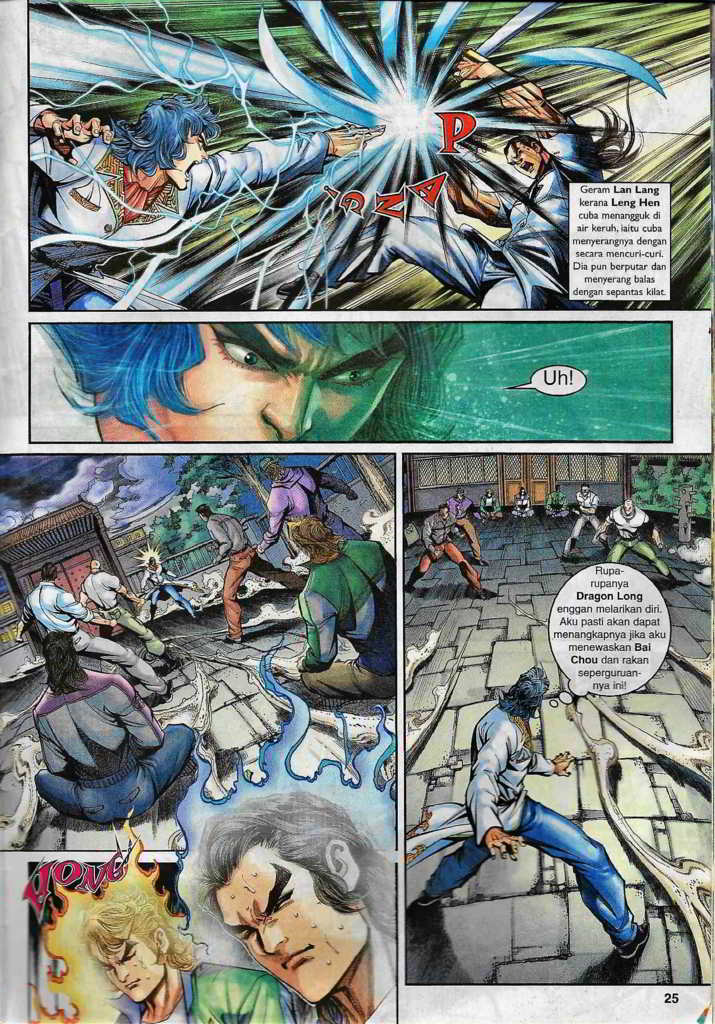 PAZOI
Geram Lan Lang
kerana Leng Hen
cuba menangguk di
air keruh, iaitu cuba
menyerangnya dengan
secara mencuri-curi.
Dia pun berputar dan
menyerang balas
dengan sepantas kilat.
Uh!
Rupa-
rupanya
Dragon Long
enggan melarikan diri.
Aku pasti akan dapat
menangkapnya jika aku
menewaskan Bai
Chou dan rakan
seperguruan-
nya ini!
WONG
25